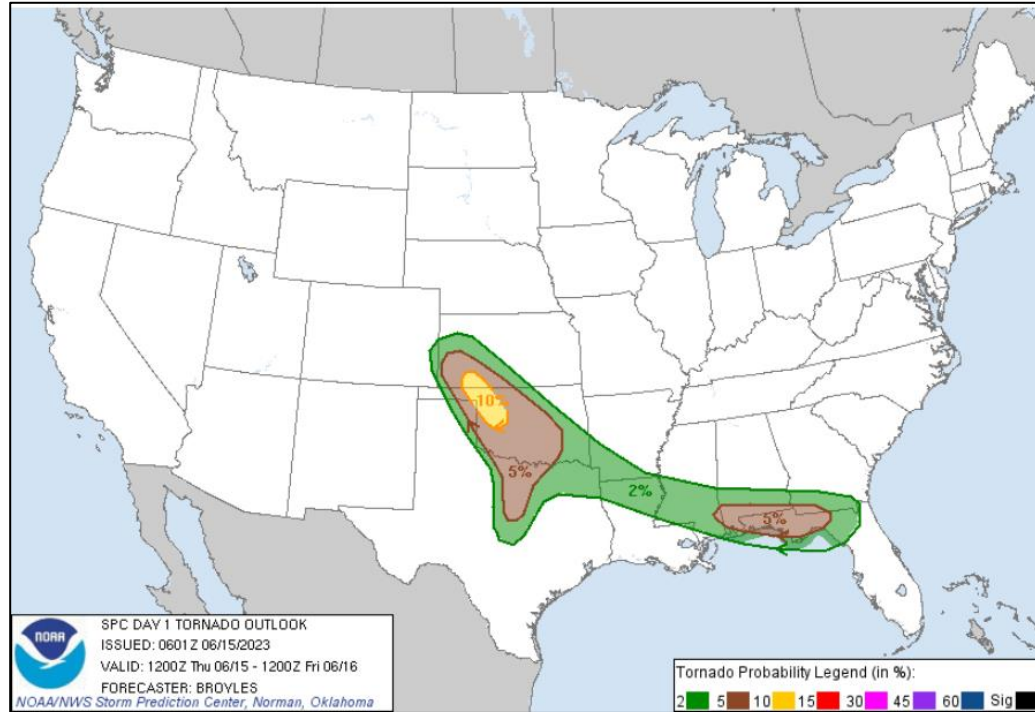 10%
5%
2%
5%
NOAA
SPC DAY 1 TORNADO OUTLOOK
ISSUED: 0601Z 06/15/2023
VALID: 1200Z Thu 06/15 - 1200Z Fri 06/16
FORECASTER: BROYLES
NOAA/NWS Storm Prediction Center, Norman, Oklahoma
Tornado Probability Legend (in %):
2 5 10 15 30 45 60 Sig